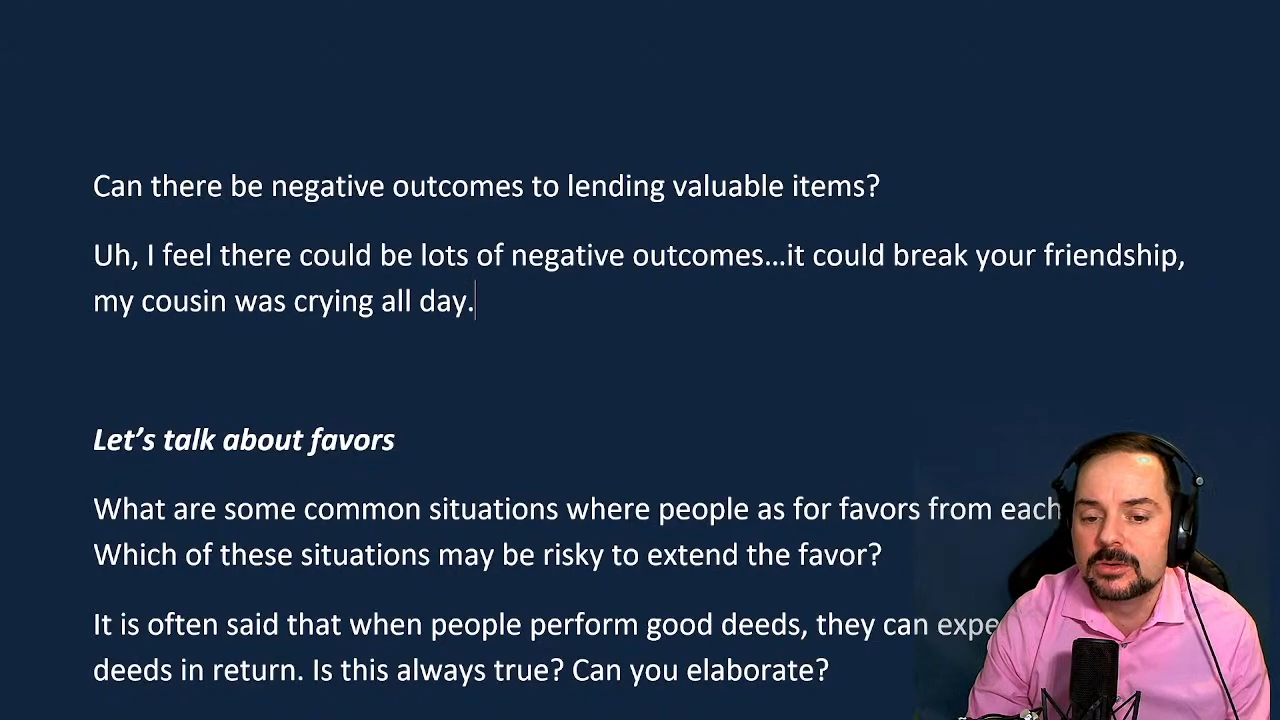 Can there be negative outcomes to lending valuable items?
Uh, I feel there could be lots of negative outcomes…it could break your friendship,
my cousin was crying all day.
Let’s talk about favors
What are some common situations where people as for favors from each
Which of these situations may be risky to extend the favor?
It is often said that when people perform good deeds, they can
deeds in return. Is this always true? Can you elaborate?